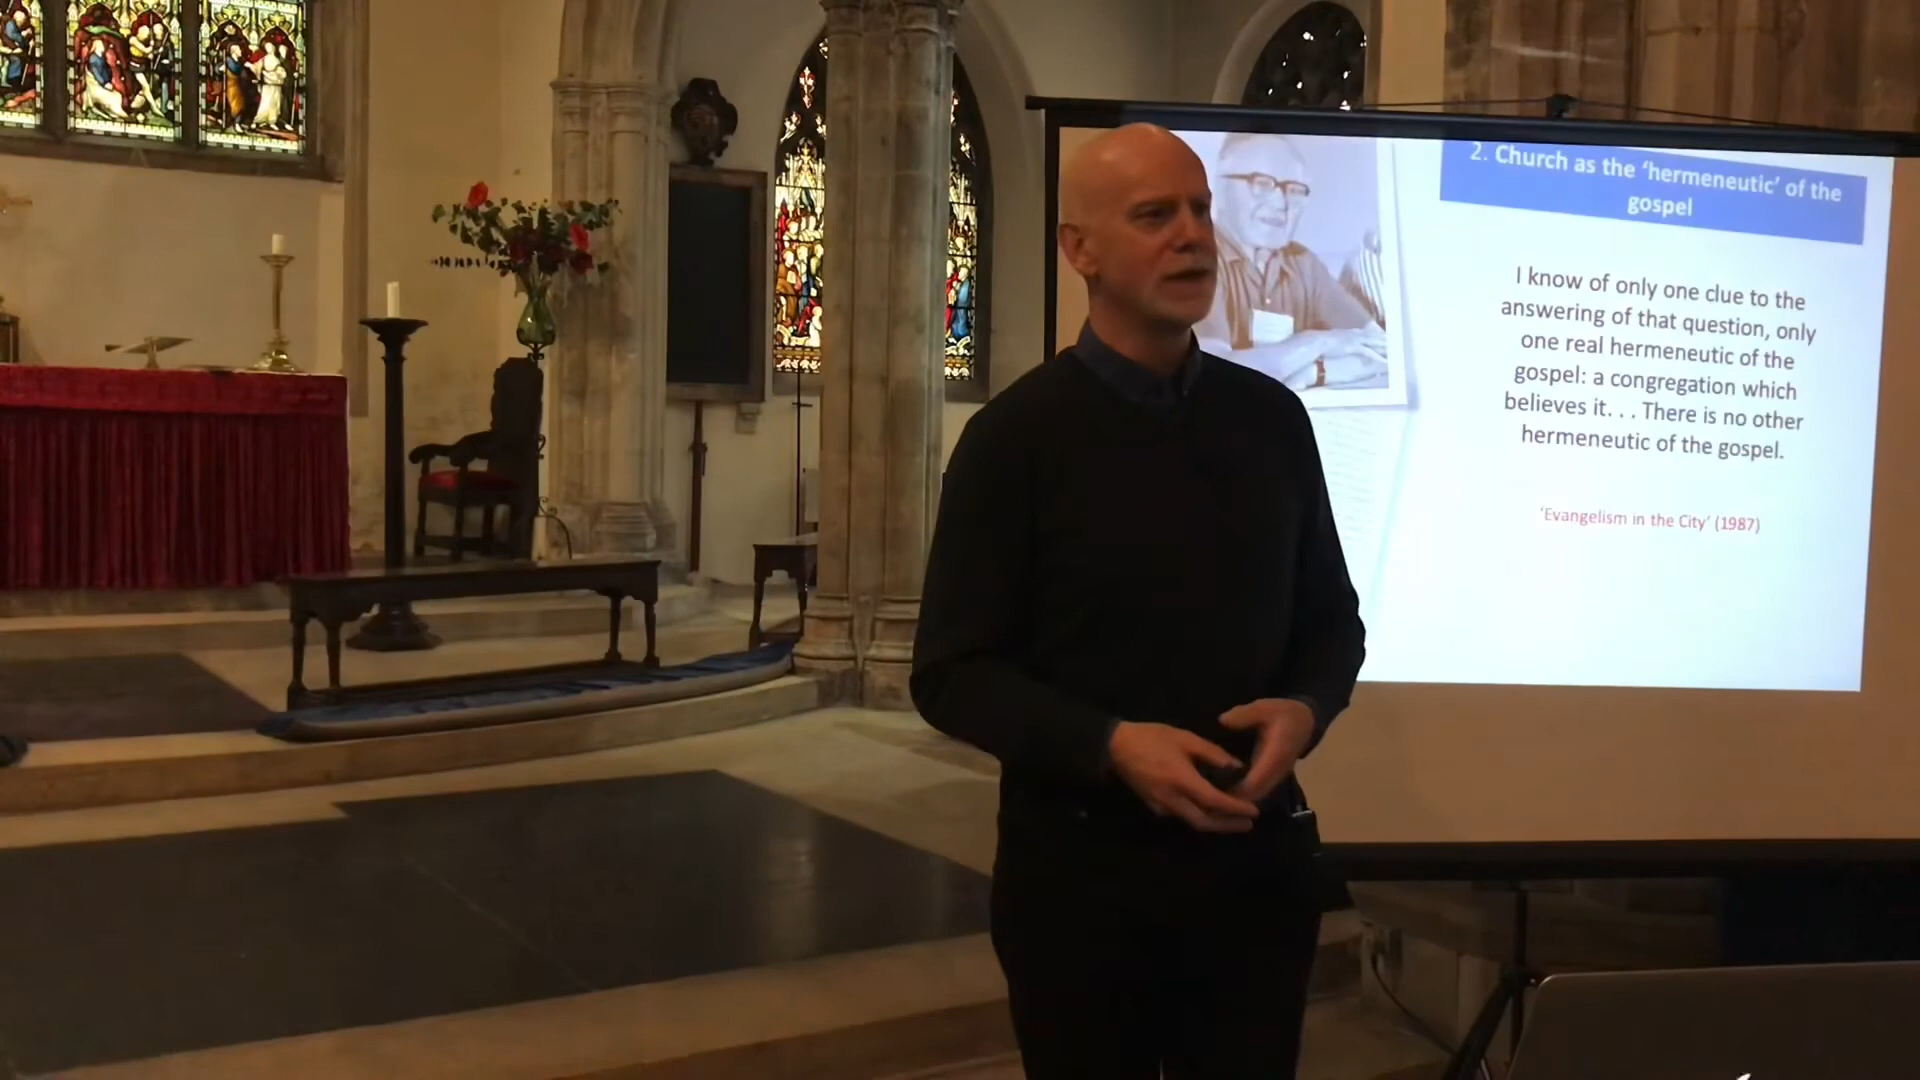 2. Church as the ‘hermeneutic’ of the
gospel
I know of only one clue to the
answering of that question, only
one real hermeneutic of the
gospel: a congregation which
believes it. . . There is no other
hermeneutic of the gospel.
‘Evangelism in the City’ (1987)